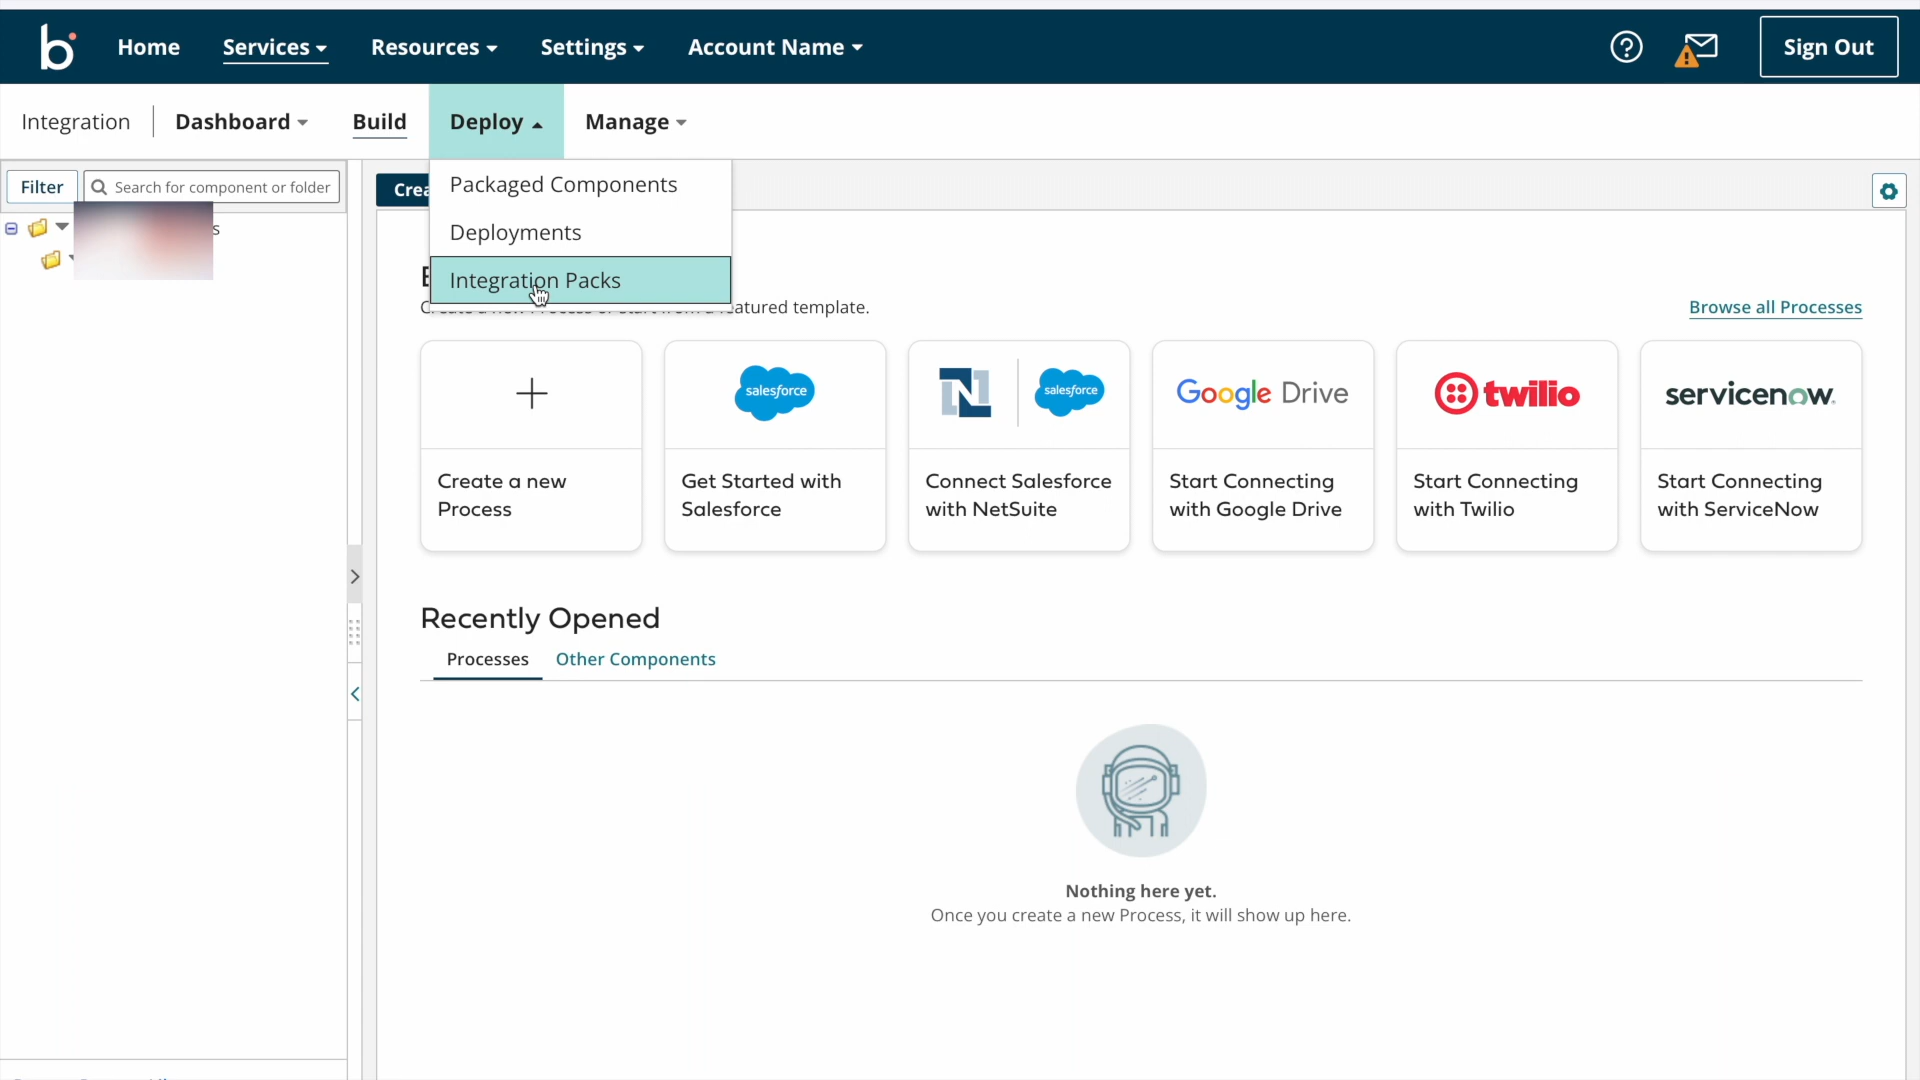 b Home Services Resources Settings Account Name Sign Out
Integration Dashboard Build Deploy Manage
Filter Search for component or folder
s
Packaged Components
Deployments
Integration Packs
atured template.
Browse all Processes
salesforce
N salesforce
Google Drive
twilio
servicenow
Create a new
Process
Get Started with
Salesforce
Connect Salesforce
with NetSuite
Start Connecting
with Google Drive
Start Connecting
with Twilio
Start Connecting
with ServiceNow
Recently Opened
Processes Other Components
Nothing here yet.
Once you create a new Process, it will show up here.